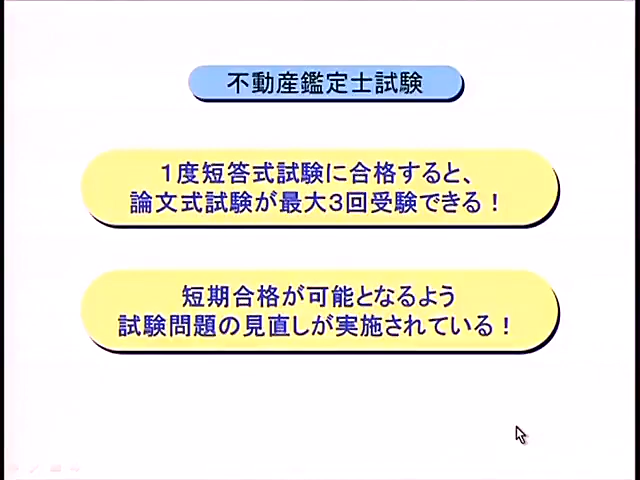 不動産鑑定士試験
１度短答式試験に合格すると、
論文式試験が最大３回受験できる！
短期合格が可能となるよう
試験問題の見直しが実施されている！